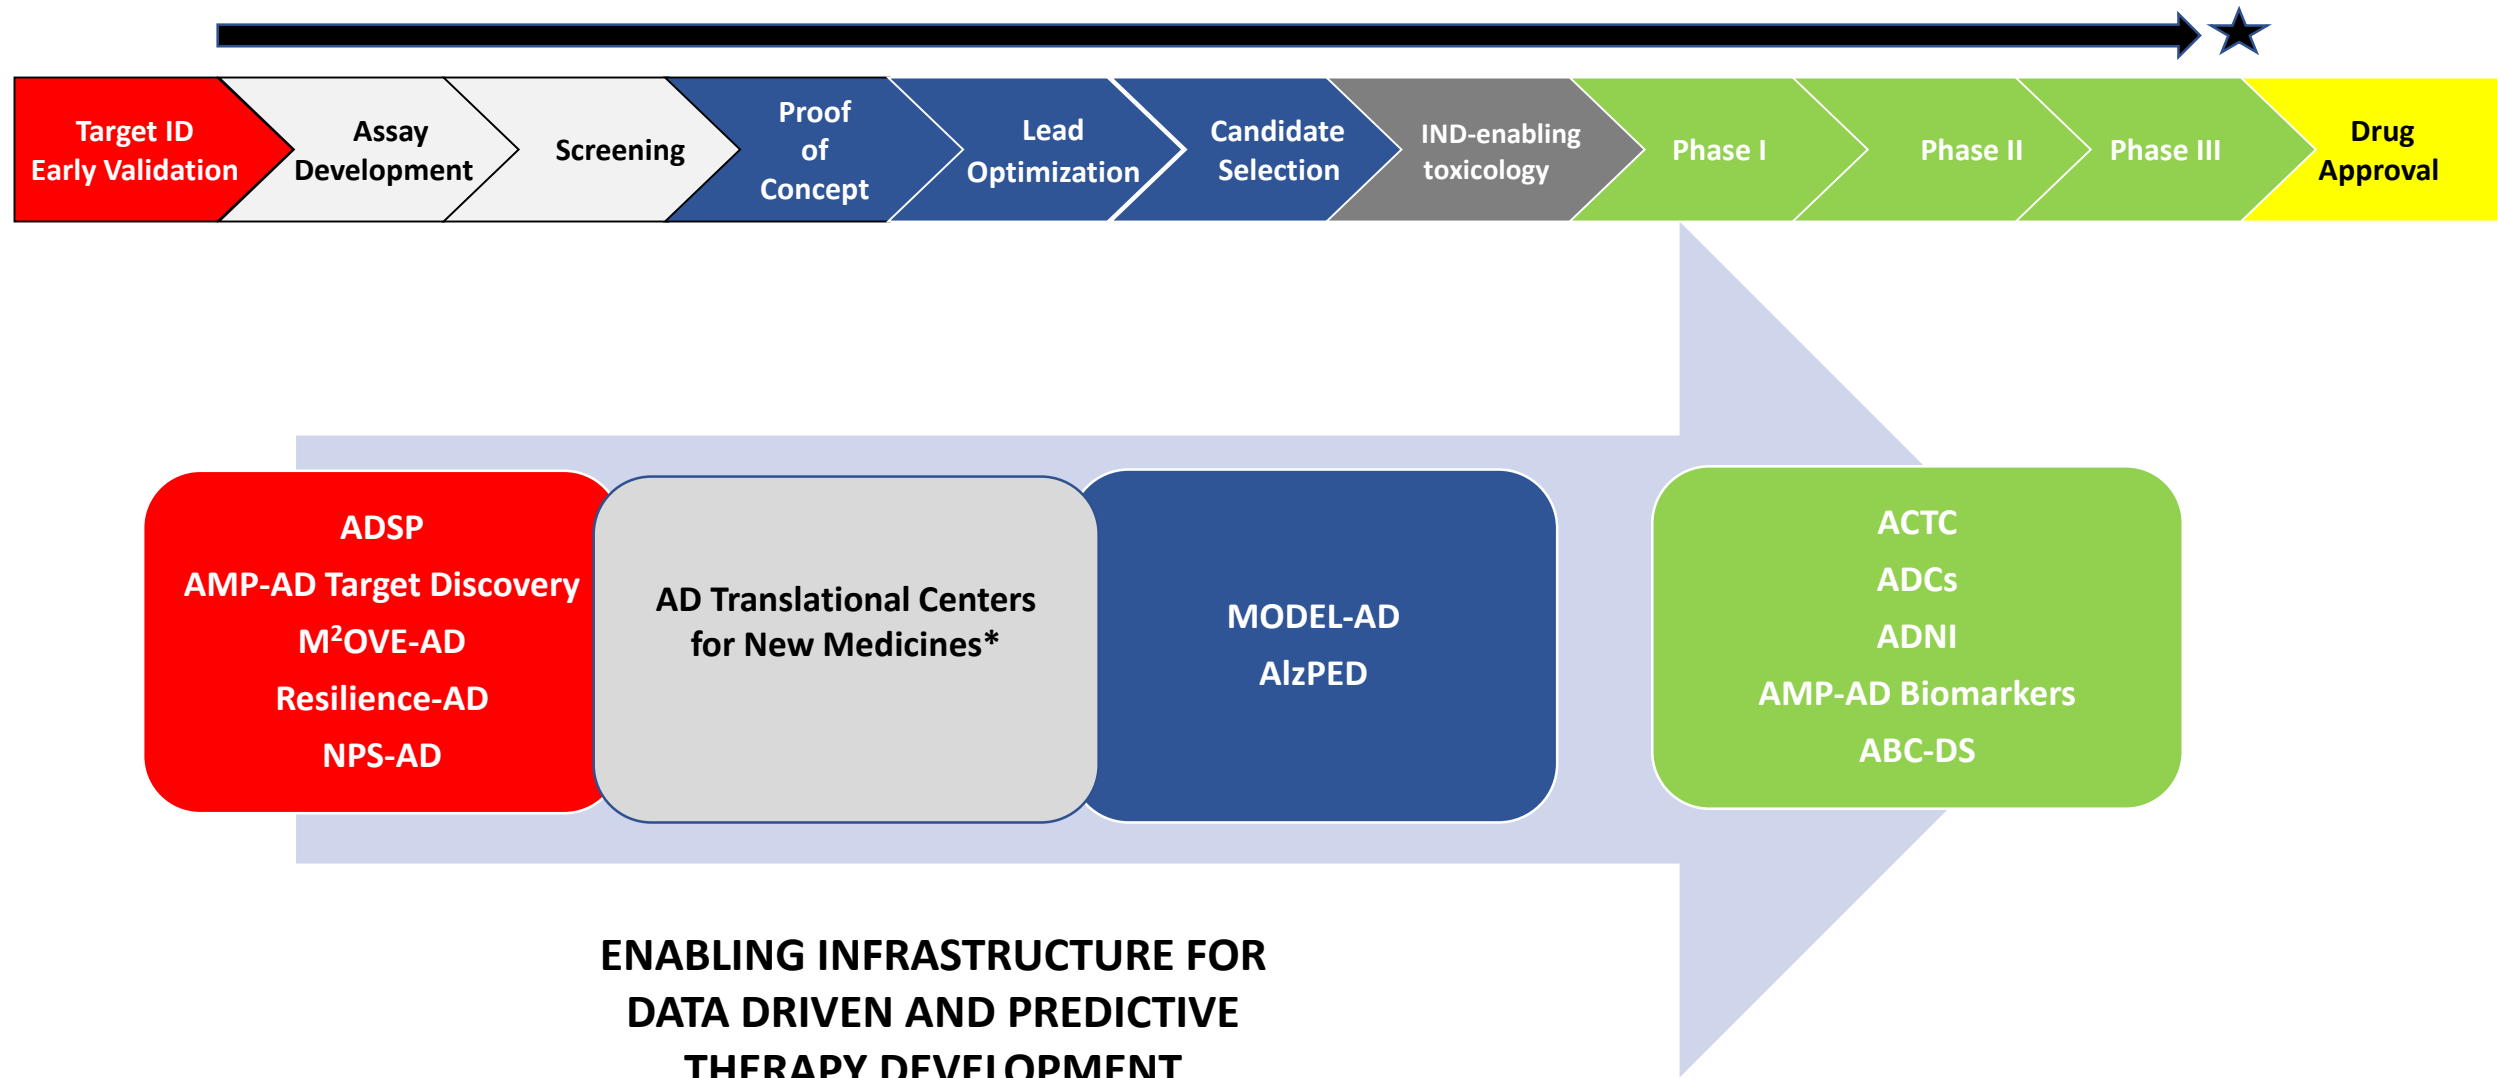 Target ID
Early Validation
Assay
Development
Screening
Proof
of
Concept
Lead
Optimization
Candidate
Selection
IND-enabling
toxicology
Phase I
Phase II
Phase III
Drug
Approval
ADSP
AMP-AD Target Discovery
M²OVE-AD
Resilience-AD
NPS-AD
AD Translational Centers
for New Medicines*
MODEL-AD
AlzPED
ACTC
ADCs
ADNI
AMP-AD Biomarkers
ABC-DS
ENABLING INFRASTRUCTURE FOR
DATA DRIVEN AND PREDICTIVE
THERAPY DEVELOPMENT